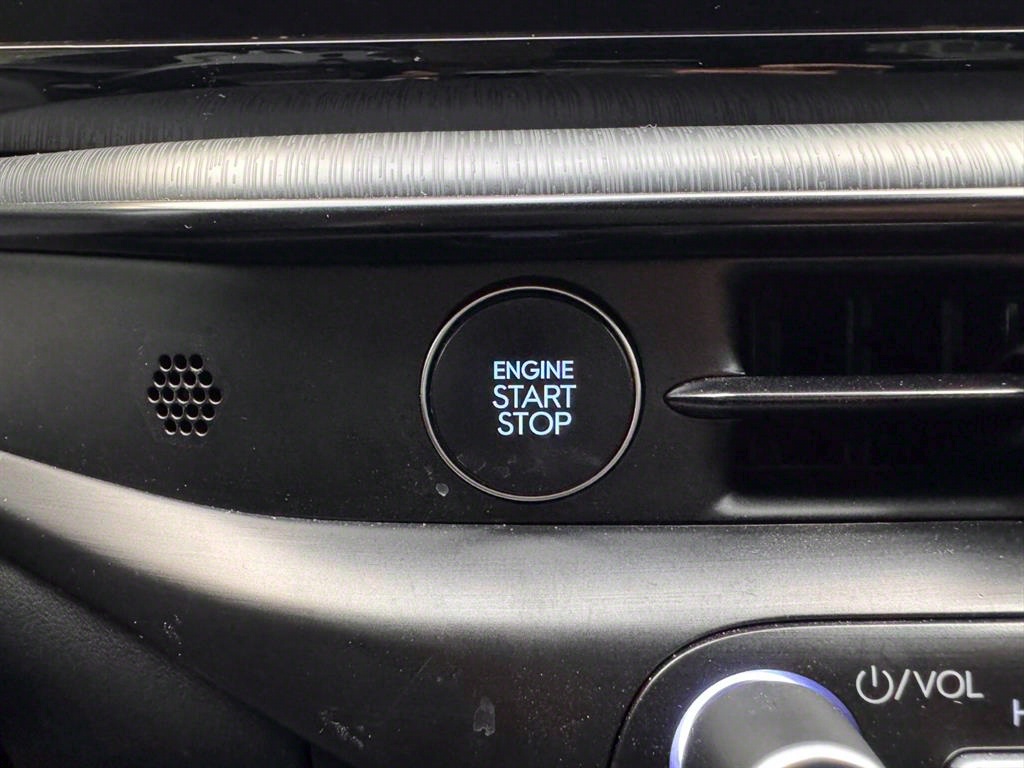 ENGINE
START
STOP
/VOL
H